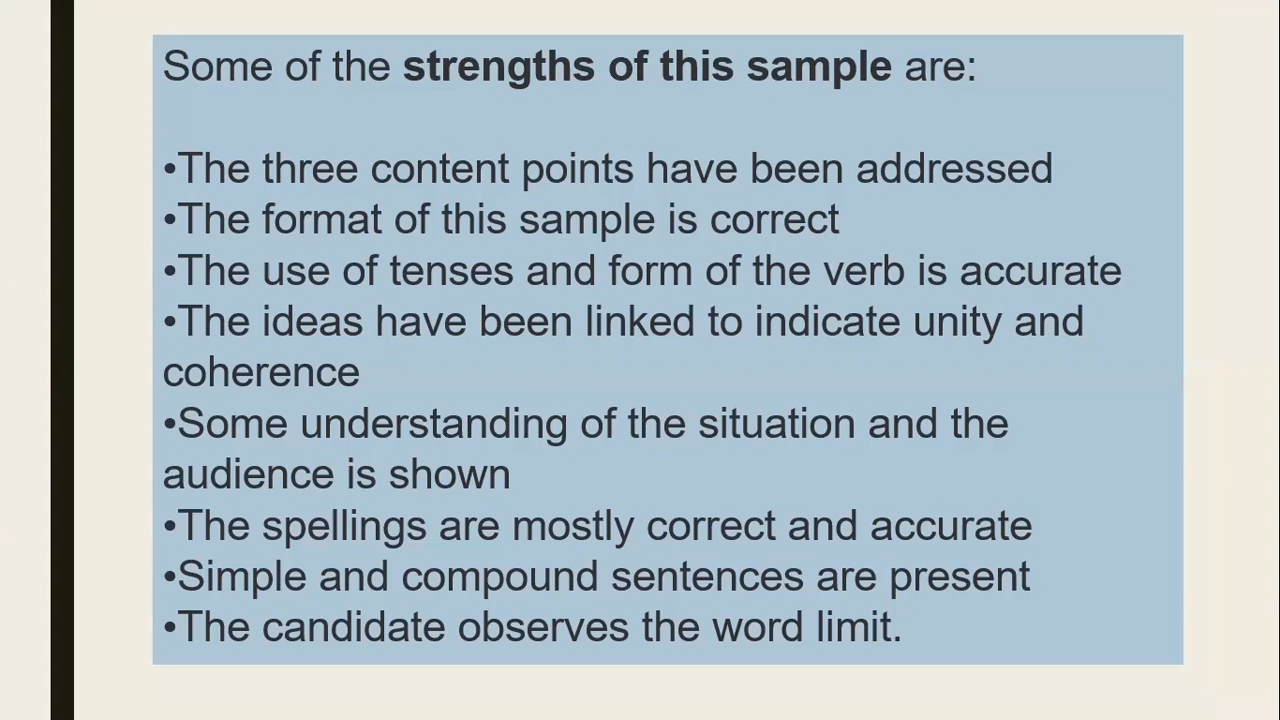 Some of the strengths of this sample are:
•The three content points have been addressed
•The format of this sample is correct
•The use of tenses and form of the verb is accurate
•The ideas have been linked to indicate unity and
coherence
•Some understanding of the situation and the
audience is shown
•The spellings are mostly correct and accurate
•Simple and compound sentences are present
•The candidate observes the word limit.